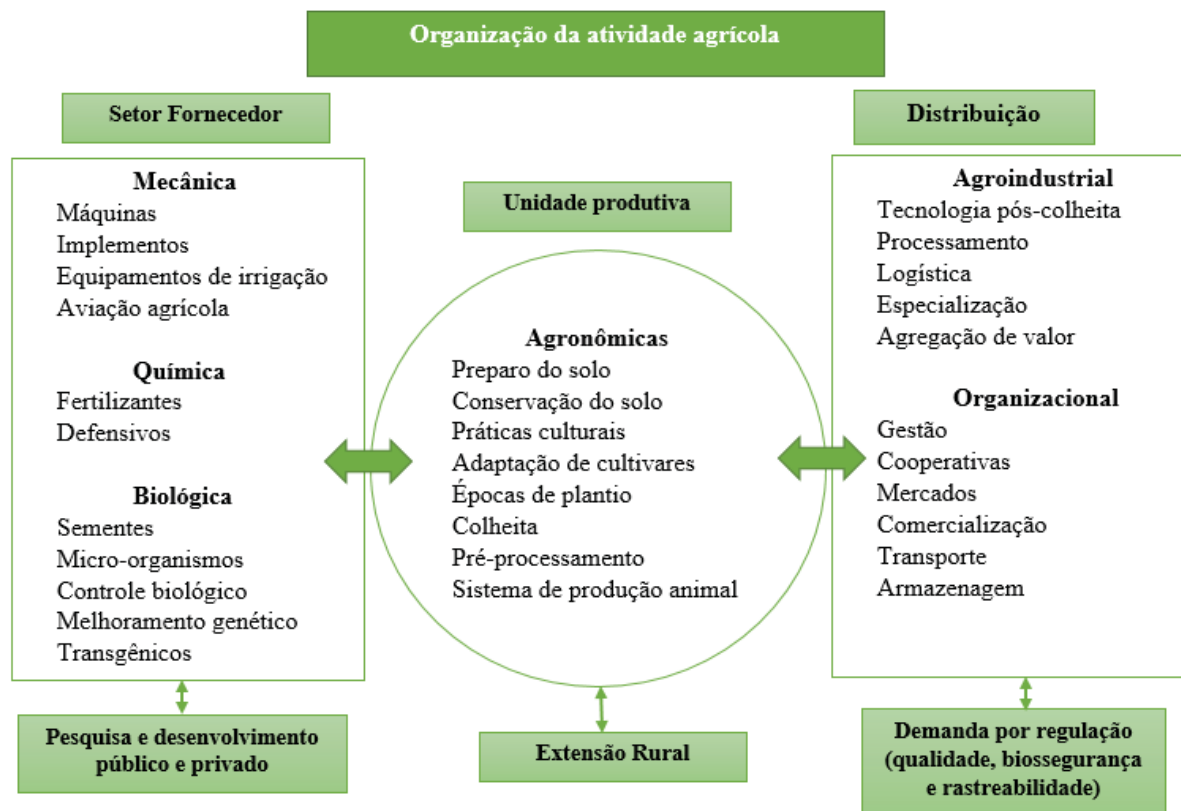 Organização da atividade agrícola
Setor Fornecedor
Mecânica
Máquinas
Implementos
Equipamentos de irrigação
Aviação agrícola
Química
Fertilizantes
Defensivos
Biológica
Sementes
Micro-organismos
Controle biológico
Melhoramento genético
Transgênicos
Pesquisa e desenvolvimento
público e privado
Unidade produtiva
Agronômicas
Preparo do solo
Conservação do solo
Práticas culturais
Adaptação de cultivares
Épocas de plantio
Colheita
Pré-processamento
Sistema de produção animal
Extensão Rural
Distribuição
Agroindustrial
Tecnologia pós-colheita
Processamento
Logística
Especialização
Agregação de valor
Organizacional
Gestão
Cooperativas
Mercados
Comercialização
Transporte
Armazenagem
Demanda por regulação
(qualidade, biossegurança
e rastreabilidade)